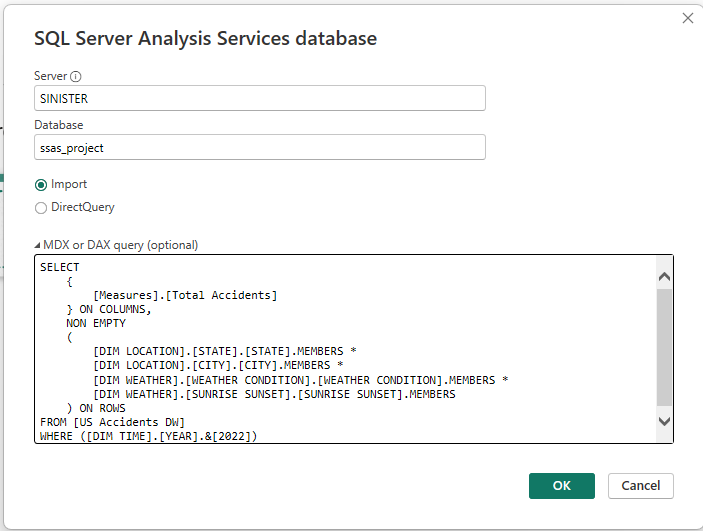 SQL Server Analysis Services database
Server
SINISTER
Database
ssas_project
Import
DirectQuery
MDX or DAX query (optional)
SELECT
{
[Measures].[Total Accidents]
} ON COLUMNS,
NON EMPTY
(
[DIM LOCATION].[STATE].[STATE].MEMBERS *
[DIM LOCATION].[CITY].[CITY].MEMBERS *
[DIM WEATHER].[WEATHER CONDITION].[WEATHER CONDITION].MEMBERS *
[DIM WEATHER].[SUNRISE SUNSET].[SUNRISE SUNSET].MEMBERS
) ON ROWS
FROM [US Accidents DW]
WHERE ([DIM TIME].[YEAR].&[2022])
OK Cancel